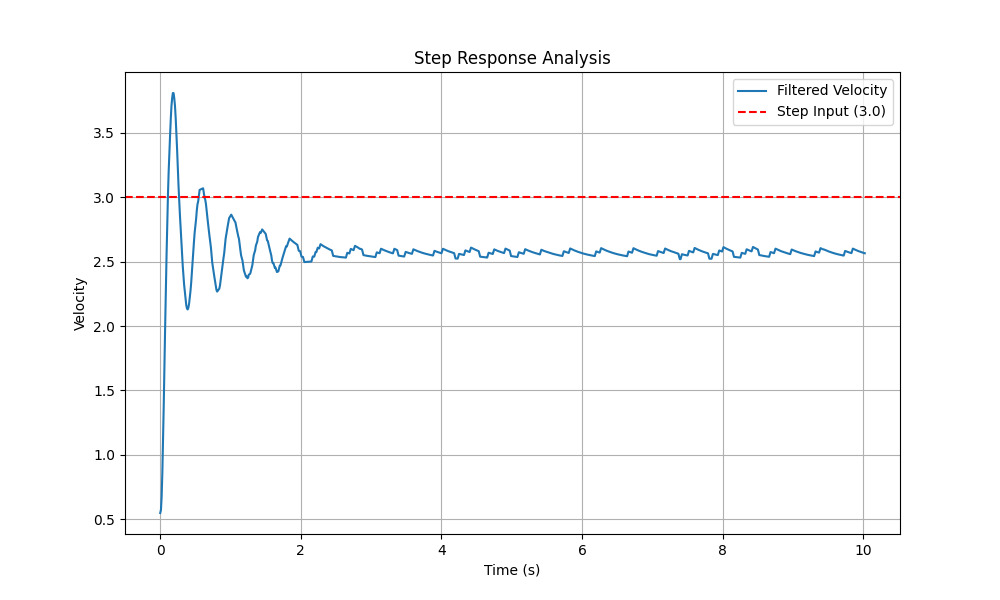 Step Response Analysis
Filtered Velocity
Step Input (3.0)
Velocity
3.5
3.0
2.5
2.0
1.5
1.0
0.5
0 2 4 6 8 10
Time (s)